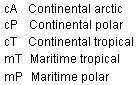 cA Continental arctic
cP Continental polar
cT Continental tropical
mT Maritime tropical
mP Maritime polar